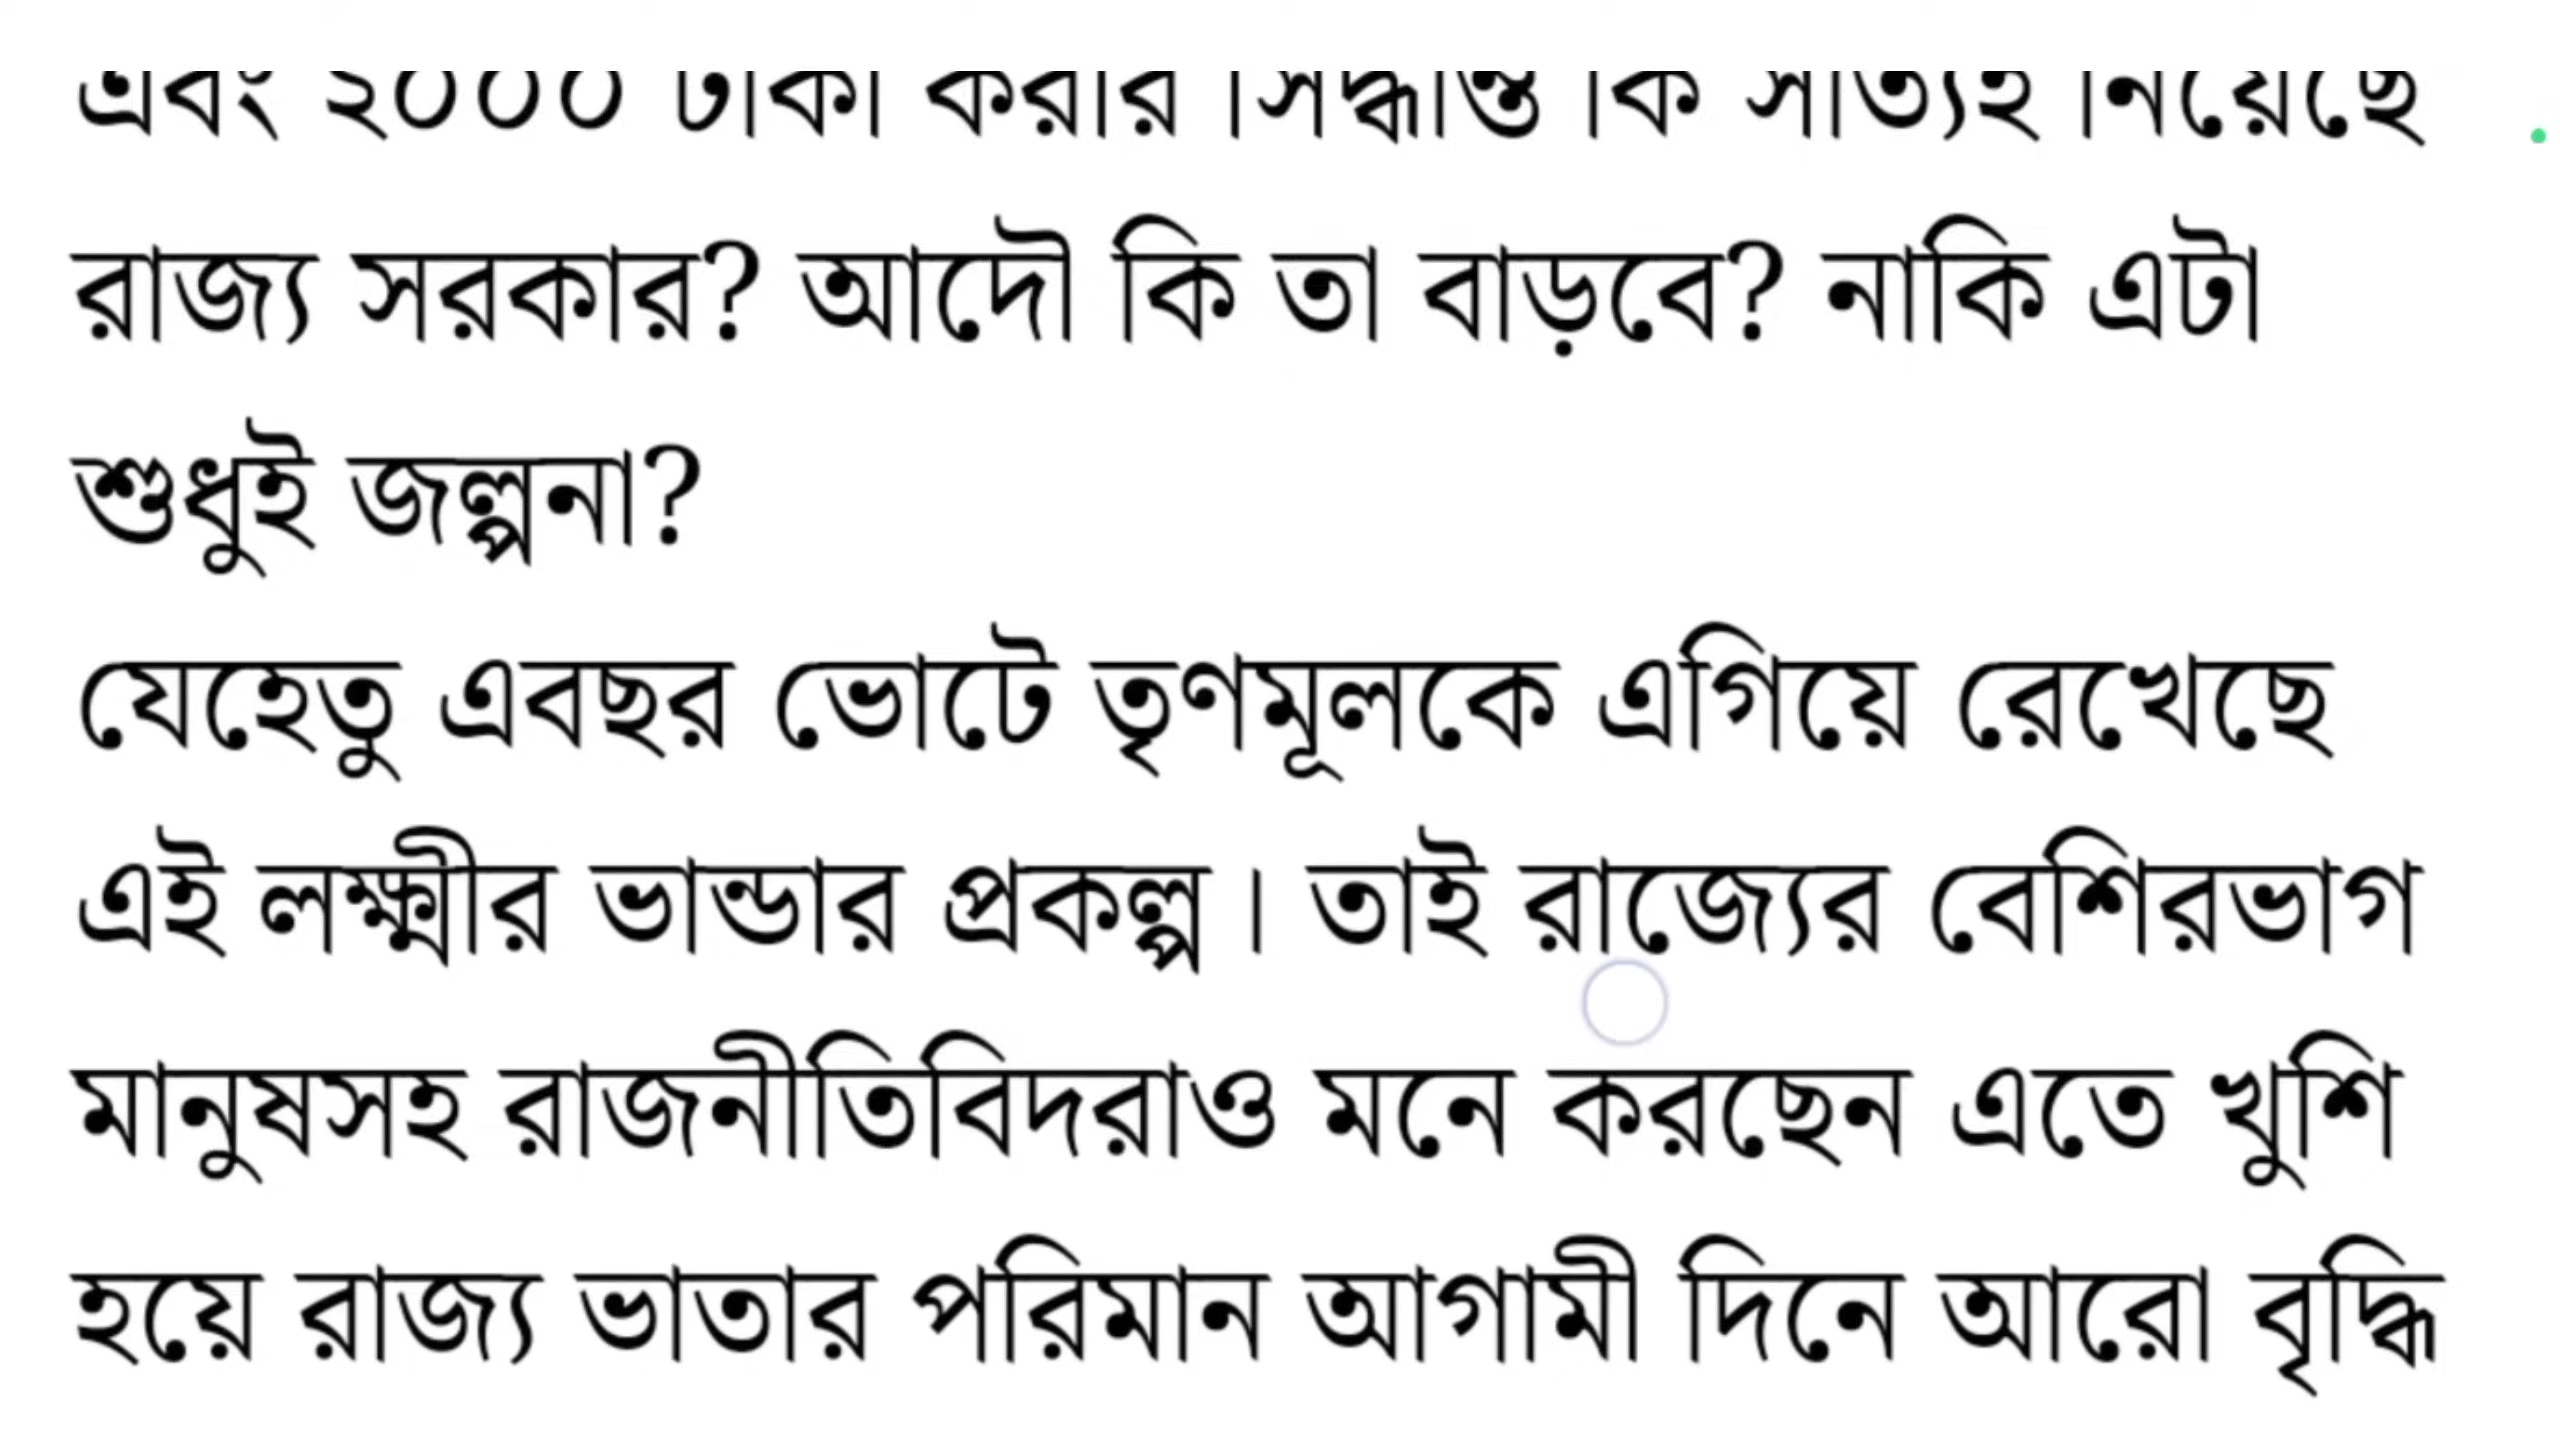 এবং ২০০০ টাকা করার সিদ্ধান্ত কি সত্যিই নিয়েছে
রাজ্য সরকার? আদৌ কি তা বাড়বে? নাকি এটা
শুধুই জল্পনা?
যেহেতু এবছর ভোটে তৃণমূলকে এগিয়ে রেখেছে
এই লক্ষ্মীর ভান্ডার প্রকল্প । তাই রাজ্যের বেশিরভাগ
মানুষসহ রাজনীতিবিদরাও মনে করছেন এতে খুশি
হয়ে রাজ্য ভাতার পরিমান আগামী দিনে আরো বৃদ্ধি